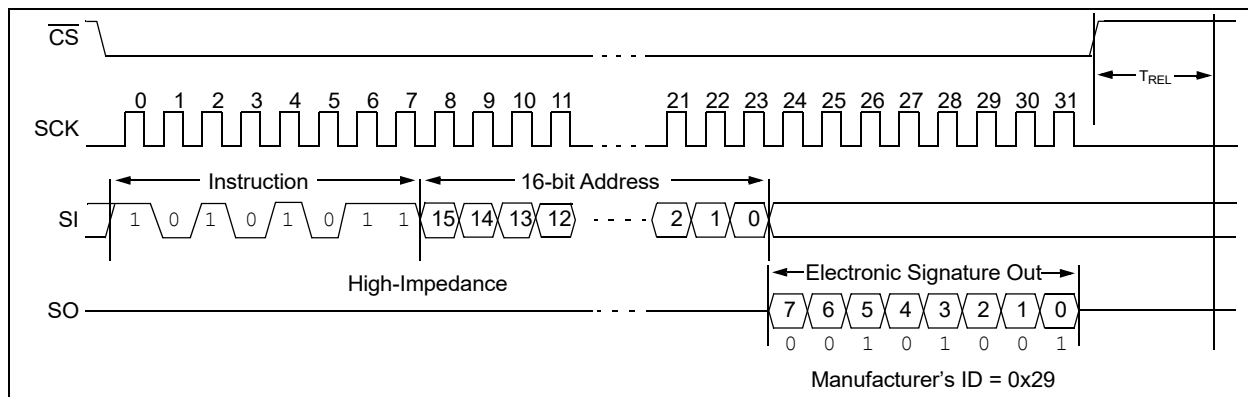 CS
TREL
0 1 2 3 4 5 6 7 8 9 10 11 21 22 23 24 25 26 27 28 29 30 31
SCK
Instruction 16-bit Address
SI 1 0 1 0 1 0 1 1 15 14 13 12 2 1 0
High-Impedance Electronic Signature Out
SO 7 6 5 4 3 2 1 0
0 0 1 0 1 0 0 1
Manufacturer's ID = 0x29